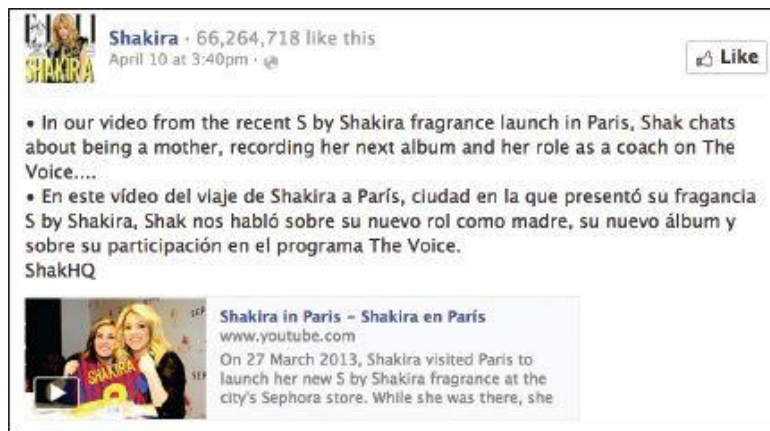 SHAKIRA
Shakira · 66,264,718 like this
April 10 at 3:40pm ·
Like
• In our video from the recent S by Shakira fragrance launch in Paris, Shak chats
about being a mother, recording her next album and her role as a coach on The
Voice....
• En este vídeo del viaje de Shakira a París, ciudad en la que presentó su fragancia
S by Shakira, Shak nos habló sobre su nuevo rol como madre, su nuevo álbum y
sobre su participación en el programa The Voice.
ShakHQ
Shakira in Paris – Shakira en París
www.youtube.com
On 27 March 2013, Shakira visited Paris to
launch her new S by Shakira fragrance at the
city's Sephora store. While she was there, she
SHAKIRA